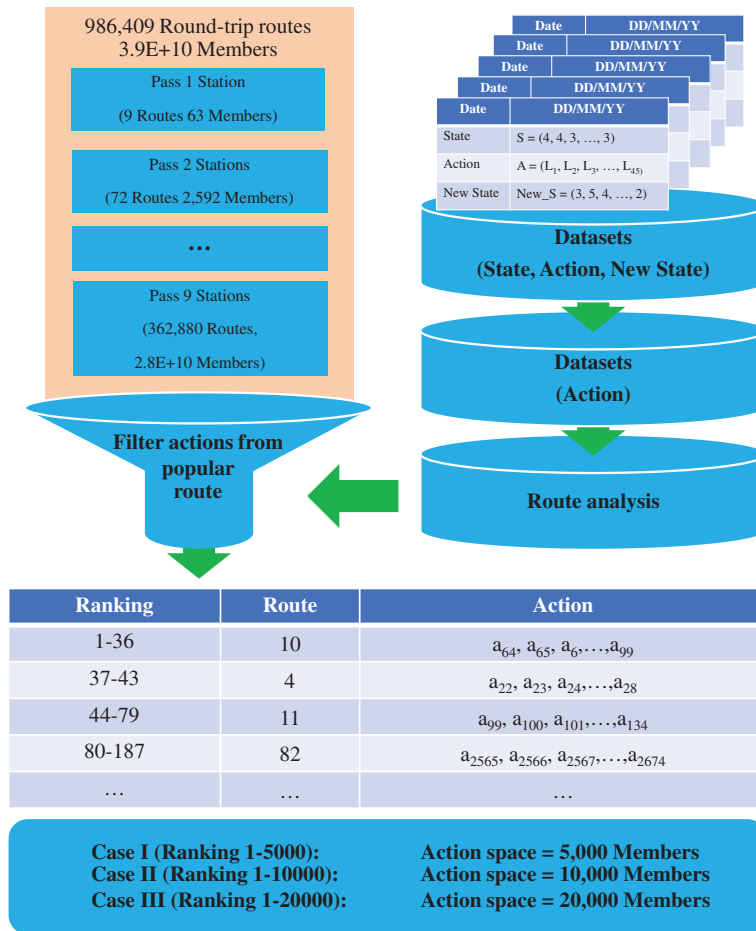 986,409 Round-trip routes
3.9E+10 Members
Pass 1 Station
(9 Routes 63 Members)
Pass 2 Stations
(72 Routes 2,592 Members)
...
Pass 9 Stations
(362,880 Routes,
2.8E+10 Members)
Filter actions from
popular
route
Date DD/MM/YY
Date DD/MM/YY
Date DD/MM/YY
Date DD/MM/YY
Date DD/MM/YY
State S = (4, 4, 3, ..., 3)
Action A = (L1, L2, L3, ..., L45)
New State New_S = (3, 5, 4, ..., 2)
Datasets
(State, Action, New State)
Datasets
(Action)
Route analysis
Ranking Route Action
1-36 10 a64, a65, a6,...,a99
37-43 4 a22, a23, a24,...,a28
44-79 11 a99, a100, a101,...,a134
80-187 82 a2565, a2566, a2567,...,a2674
... ... ...
Case I (Ranking 1-5000): Action space = 5,000 Members
Case II (Ranking 1-10000): Action space = 10,000 Members
Case III (Ranking 1-20000): Action space = 20,000 Members